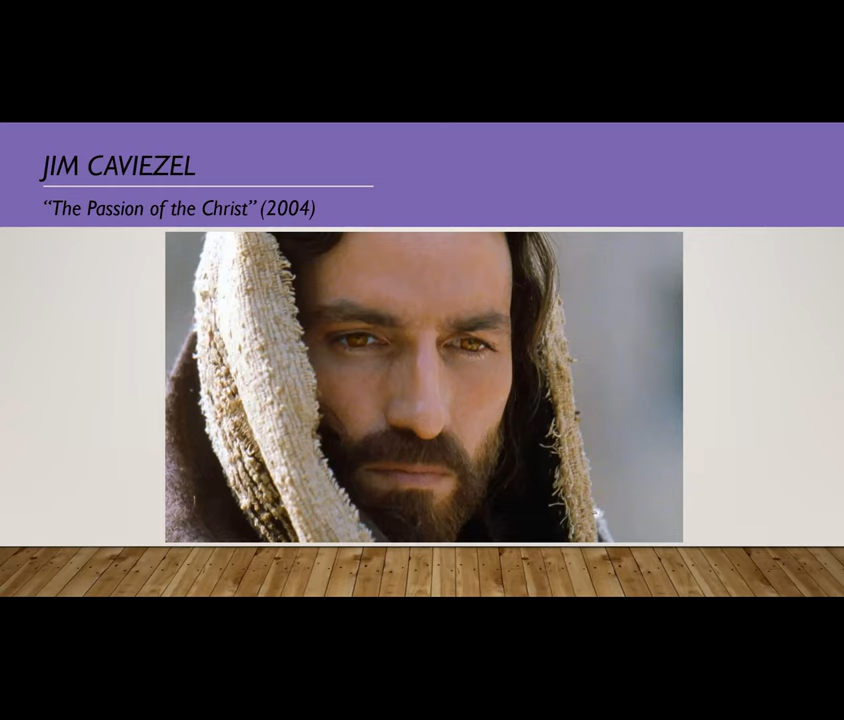 JIM CAVIEZEL
“The Passion of the Christ” (2004)